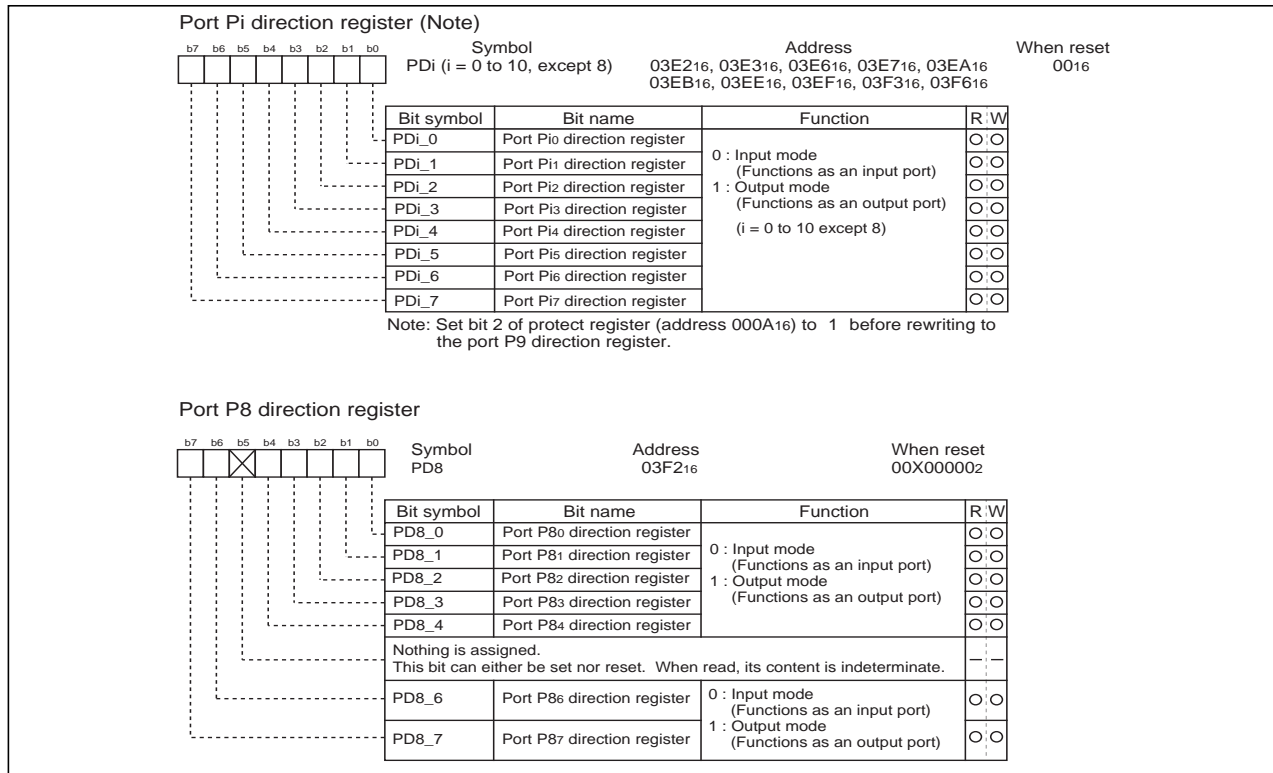 Port Pi direction register (Note)
b7 b6 b5 b4 b3 b2 b1 b0
Symbol Address When reset
PDi (i = 0 to 10, except 8) 03E216, 03E316, 03E616, 03E716, 03EA16 0016
03EB16, 03EE16, 03EF16, 03F316, 03F616
Bit symbol Bit name Function R W
PDi_0 Port Pi0 direction register
PDi_1 Port Pi1 direction register
PDi_2 Port Pi2 direction register
PDi_3 Port Pi3 direction register
PDi_4 Port Pi4 direction register
PDi_5 Port Pi5 direction register
PDi_6 Port Pi6 direction register
PDi_7 Port Pi7 direction register
0 : Input mode
(Functions as an input port)
1 : Output mode
(Functions as an output port)
(i = 0 to 10 except 8)
Note: Set bit 2 of protect register (address 000A16) to 1 before rewriting to
the port P9 direction register.
Port P8 direction register
b7 b6 b5 b4 b3 b2 b1 b0
Symbol Address When reset
PD8 03F216 00X000002
Bit symbol Bit name Function R W
PD8_0 Port P80 direction register
PD8_1 Port P81 direction register
PD8_2 Port P82 direction register
PD8_3 Port P83 direction register
PD8_4 Port P84 direction register
0 : Input mode
(Functions as an input port)
1 : Output mode
(Functions as an output port)
Nothing is assigned.
This bit can either be set nor reset. When read, its content is indeterminate.
PD8_6 Port P86 direction register
PD8_7 Port P87 direction register
0 : Input mode
(Functions as an input port)
1 : Output mode
(Functions as an output port)